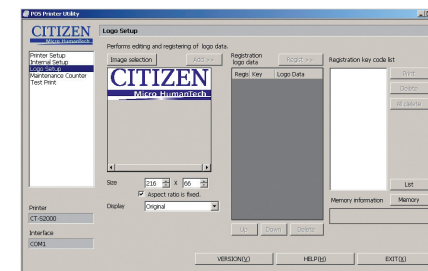 POS Printer Utility
CITIZEN
Micro HumanTech
Printer Setup
Internal Setup
Logo Setup
Maintenance Counter
Test Print
Printer
CT-S2000
Interface
COM1
Logo Setup
Performs editing and registering of logo data.
Image selection
Add >>
CITIZEN
Micro HumanTech
Size
216 X 66
Aspect ratio is fixed.
Display
Original
Registration
logo data
Regist >>
Regis Key Logo Data
Up Down Delete
Registration key code list
Print
Delete
All delete
List
Memory information
Memory
VERSION(V) HELP(H) EXIT(X)